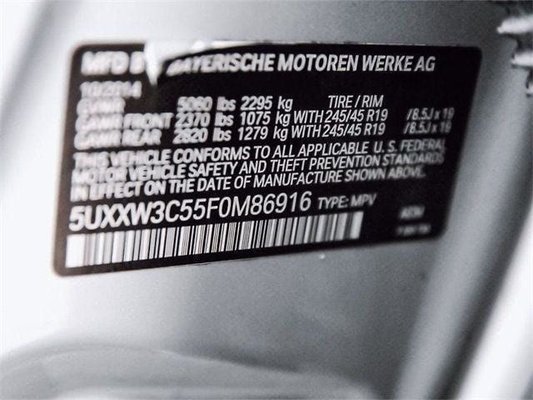 MFD BY BAYERISCHE MOTOREN WERKE AG
10/2014
GVWR 5060 lbs 2295 kg TIRE / RIM
GAWR FRONT 2370 lbs 1075 kg WITH 245/45 R19 /8.5J x 19
GAWR REAR 2820 lbs 1279 kg WITH 245/45 R19 /8.5J x 19
THIS VEHICLE CONFORMS TO ALL APPLICABLE U.S. FEDERAL
MOTOR VEHICLE SAFETY AND THEFT PREVENTION STANDARDS
IN EFFECT ON THE DATE OF MANUFACTURE SHOWN ABOVE.
5UXXW3C55F0M86916 TYPE: MPV